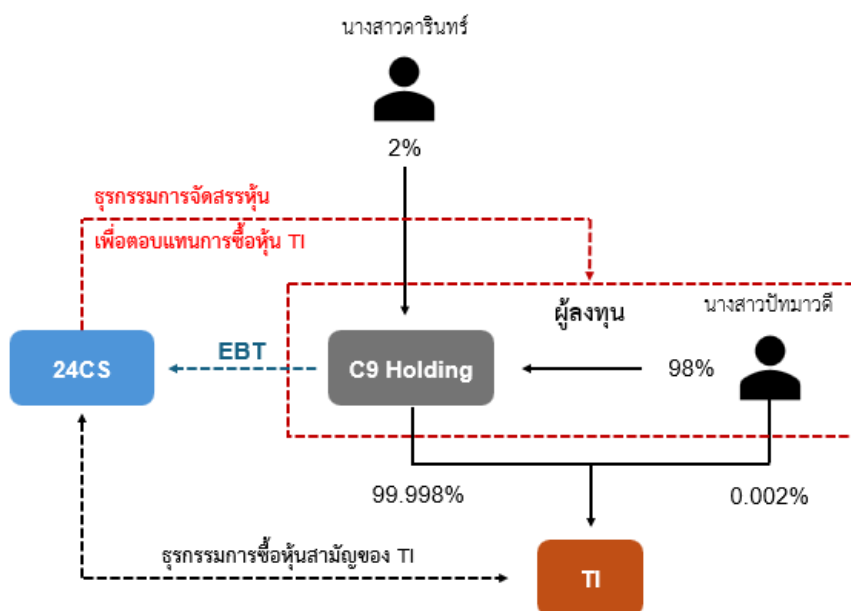 นางสาวดารินทร์
2%
ธุรกรรมการจัดสรรหุ้น
เพื่อตอบแทนการซื้อหุ้น TI
ผู้ลงทุน
นางสาวปัทมาวดี
24CS
EBT
C9 Holding
98%
99.998%
0.002%
ธุรกรรมการซื้อหุ้นสามัญของ TI
TI